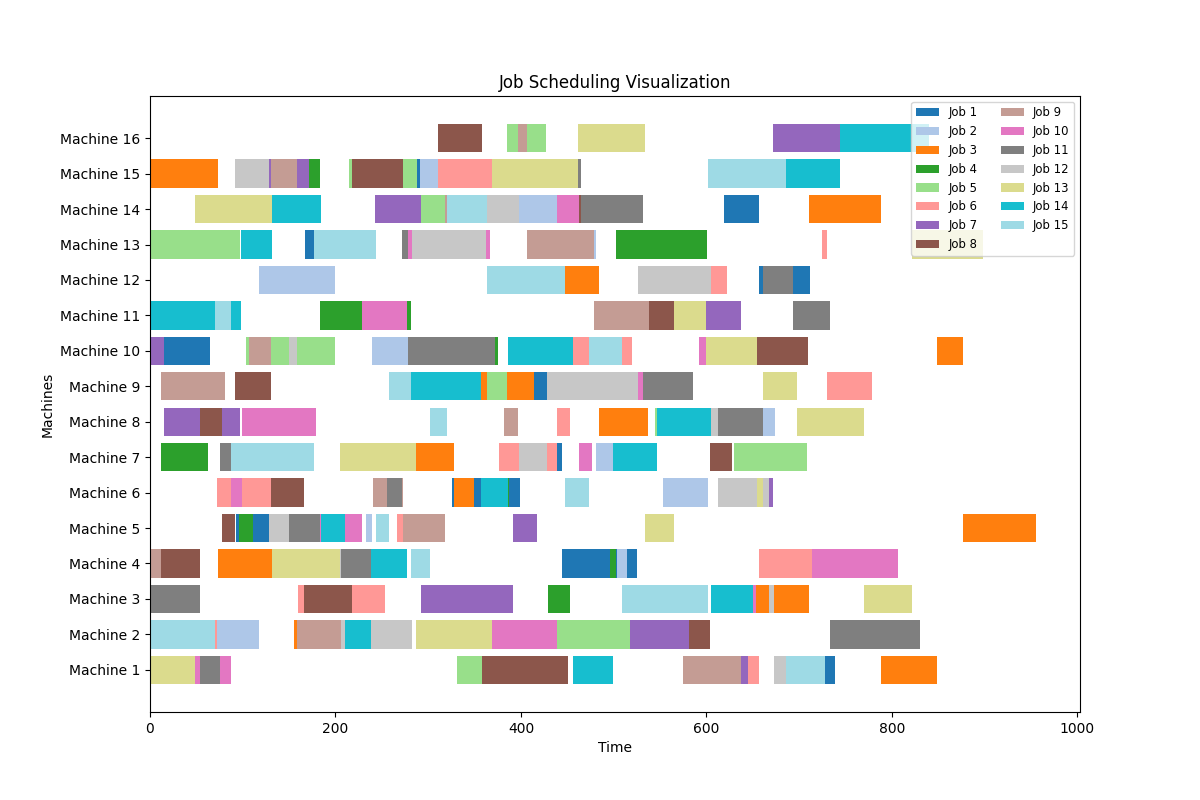 Job Scheduling Visualization
Machine 16
Machine 15
Machine 14
Machine 13
Machine 12
Machine 11
Machine 10
Machine 9
Machine 8
Machine 7
Machine 6
Machine 5
Machine 4
Machine 3
Machine 2
Machine 1
Machines
0 200 400 600 800 1000
Time
Job 1
Job 2
Job 3
Job 4
Job 5
Job 6
Job 7
Job 8
Job 9
Job 10
Job 11
Job 12
Job 13
Job 14
Job 15